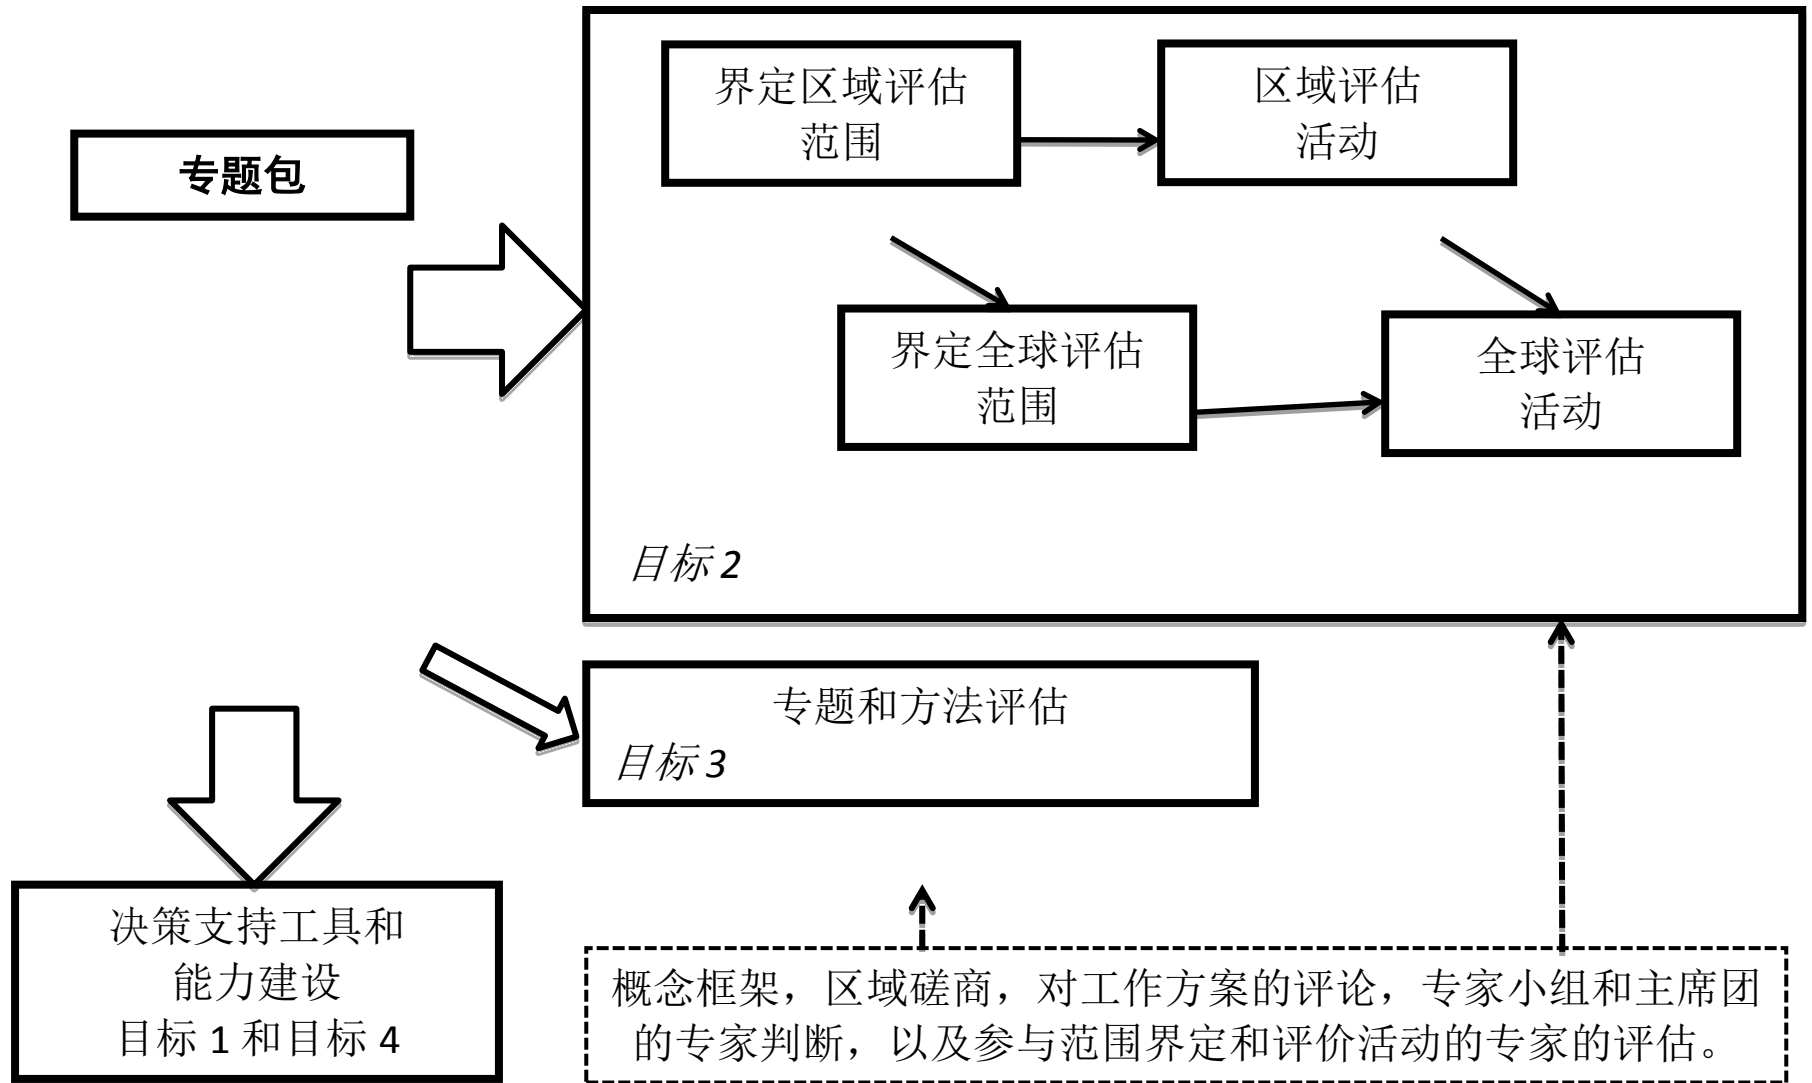 专题包
界定区域评估
范围
区域评估
活动
界定全球评估
范围
全球评估
活动
目标 2
专题和方法评估
目标 3
决策支持工具和
能力建设
目标 1 和目标 4
概念框架，区域磋商，对工作方案的评论，专家小组和主席团
的专家判断，以及参与范围界定和评价活动的专家的评估。